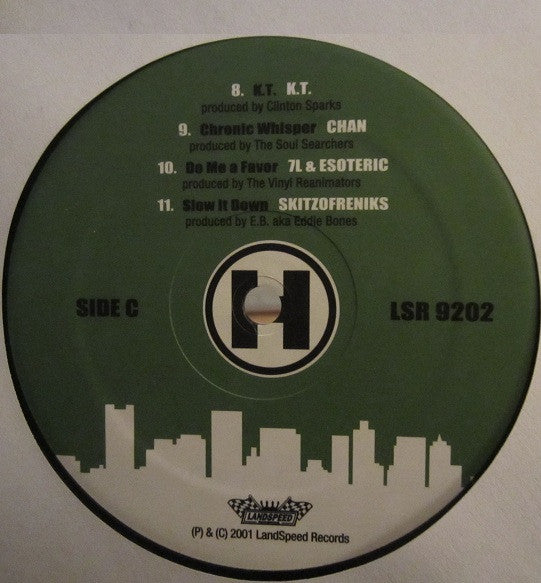 8. K.T. K.T.
produced by Clinton Sparks
9. Chronic Whisper CHAN
produced by The Soul Searchers
10. Do Me a Favor 7L & ESOTERIC
produced by The Vinyl Reanimators
11. Slow It Down SKITZOFRENIKS
produced by E.B. aka Eddie Bones
H
SIDE C
LSR 9202
LANDSPEED
(P) & (C) 2001 LandSpeed Records